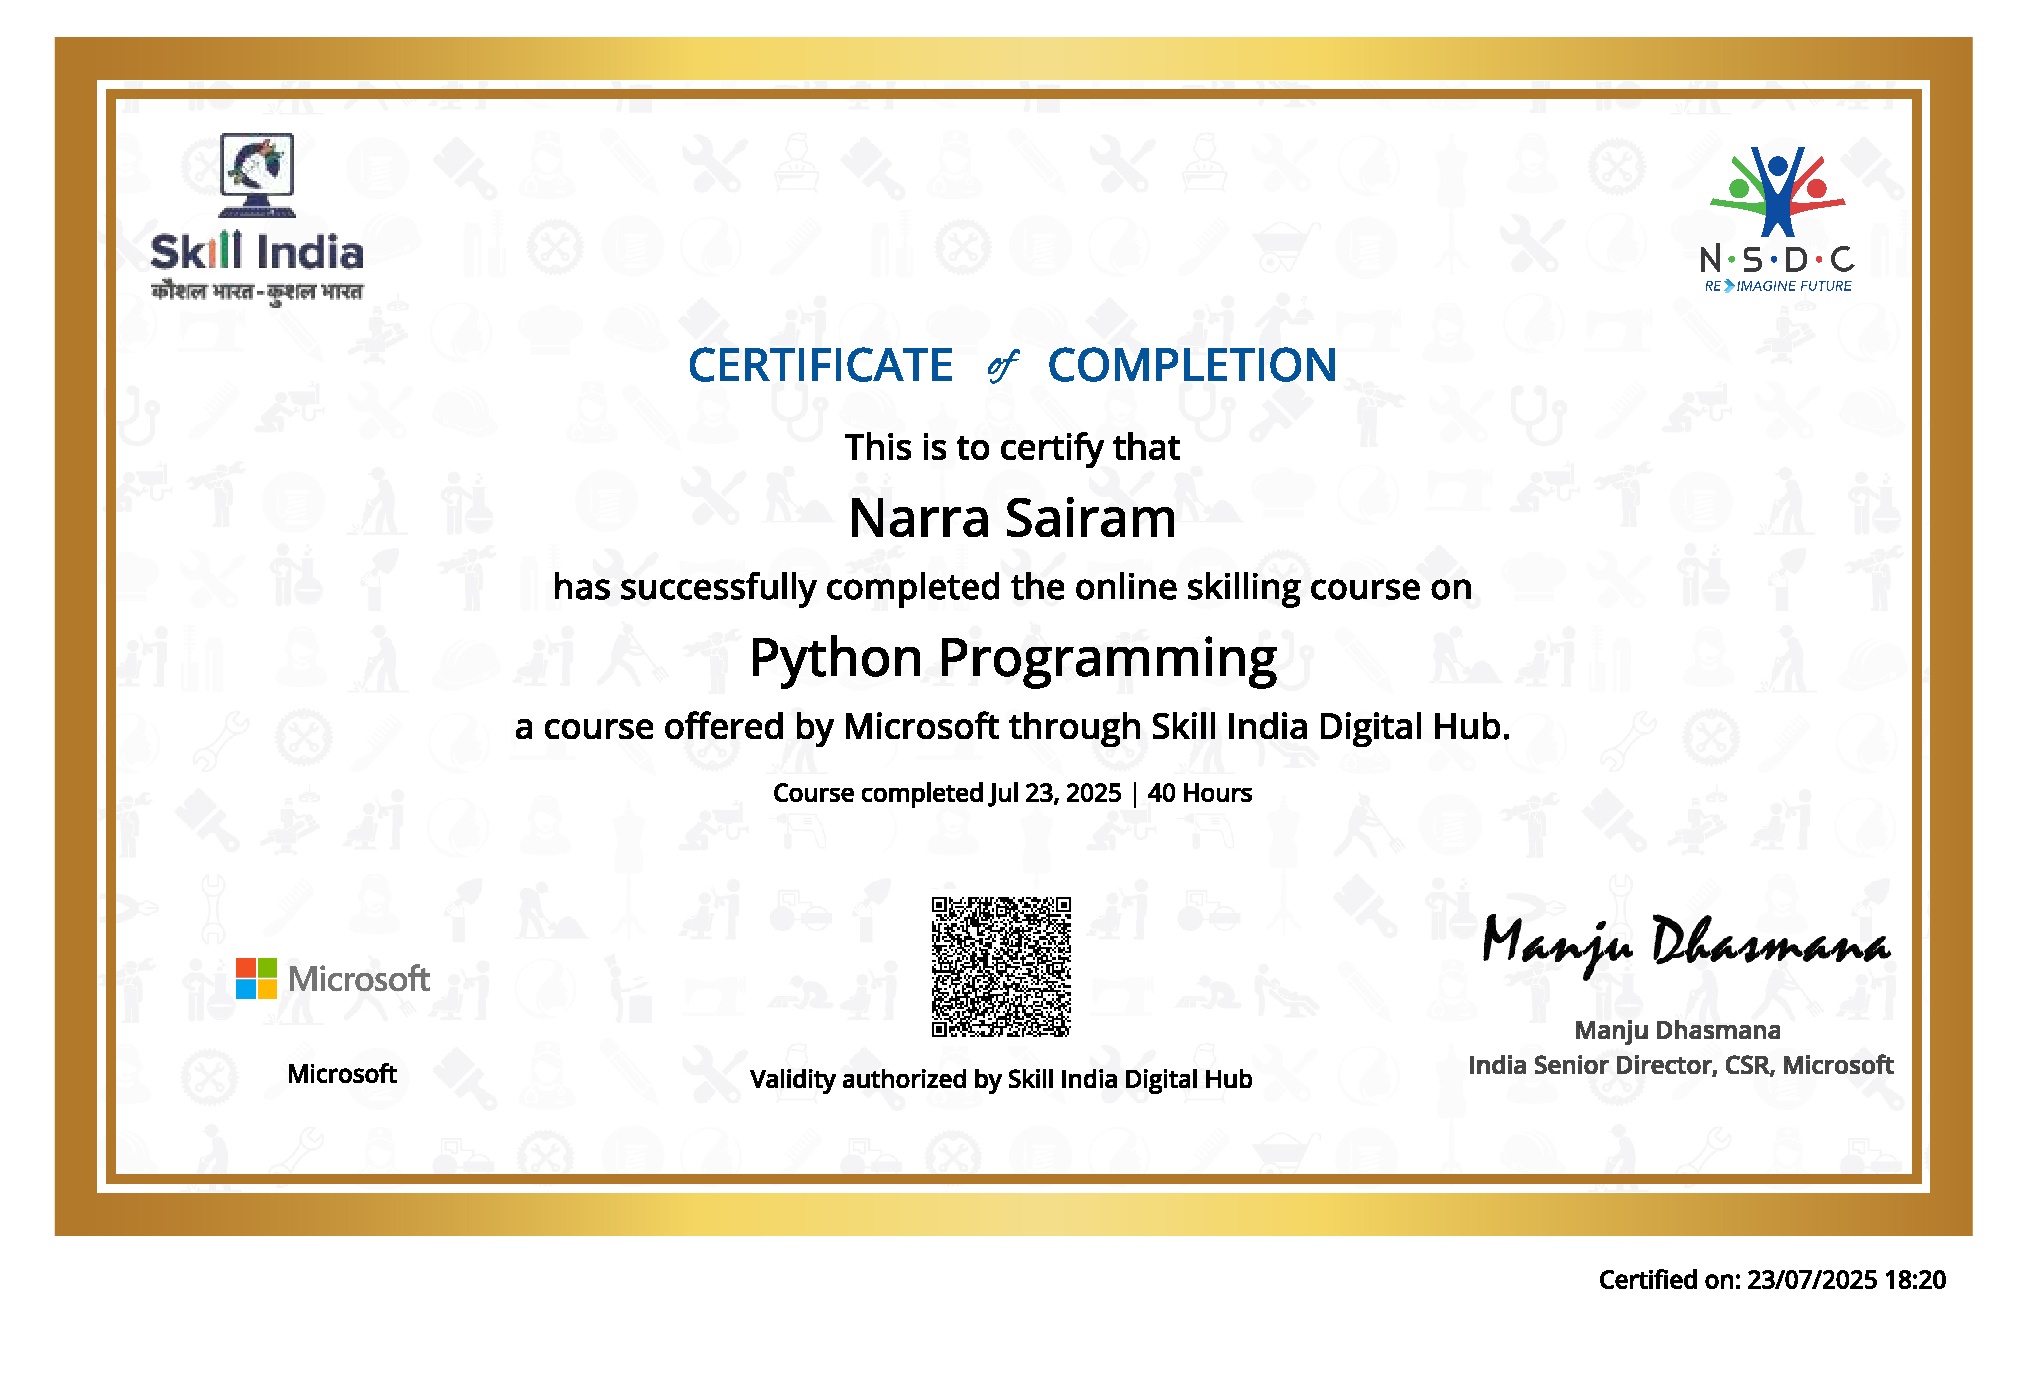 Skill India
कौशल भारत - कुशल भारत
N·S·D·C
RE IMAGINE FUTURE
CERTIFICATE of COMPLETION
This is to certify that
Narra Sairam
has successfully completed the online skilling course on
Python Programming
a course offered by Microsoft through Skill India Digital Hub.
Course completed Jul 23, 2025 | 40 Hours
Microsoft
Microsoft
Validity authorized by Skill India Digital Hub
Manju Dhasmana
Manju Dhasmana
India Senior Director, CSR, Microsoft
Certified on: 23/07/2025 18:20